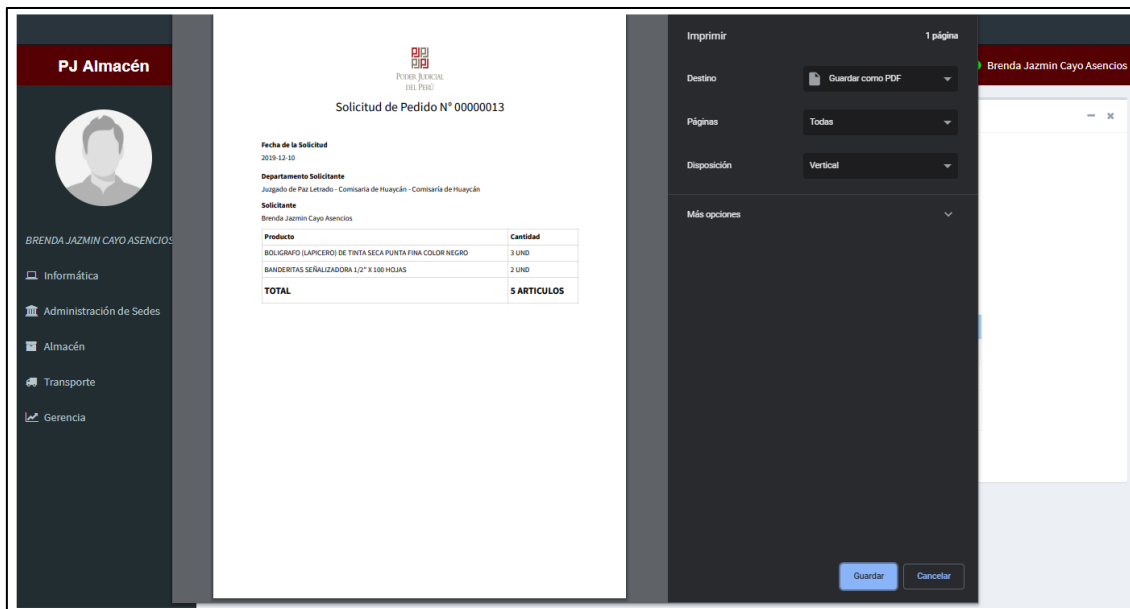 PJ Almacén
BRENDA JAZMIN CAYO ASENCIOS
Informática
Administración de Sedes
Almacén
Transporte
Gerencia
PODER JUDICIAL
DEL PERÚ
Solicitud de Pedido N° 00000013
Fecha de la Solicitud
2019-12-10
Departamento Solicitante
Juzgado de Paz Letrado - Comisaria de Huaycán - Comisaría de Huaycán
Solicitante
Brenda Jazmin Cayo Asencios
Producto Cantidad
BOLIGRAFO (LAPICERO) DE TINTA SECA PUNTA FINA COLOR NEGRO 3 UND
BANDERITAS SEÑALIZADORA 1/2" X 100 HOJAS 2 UND
TOTAL 5 ARTICULOS
Imprimir 1 página
Destino Guardar como PDF
Páginas Todas
Disposición Vertical
Más opciones
Guardar Cancelar
Brenda Jazmin Cayo Asencios